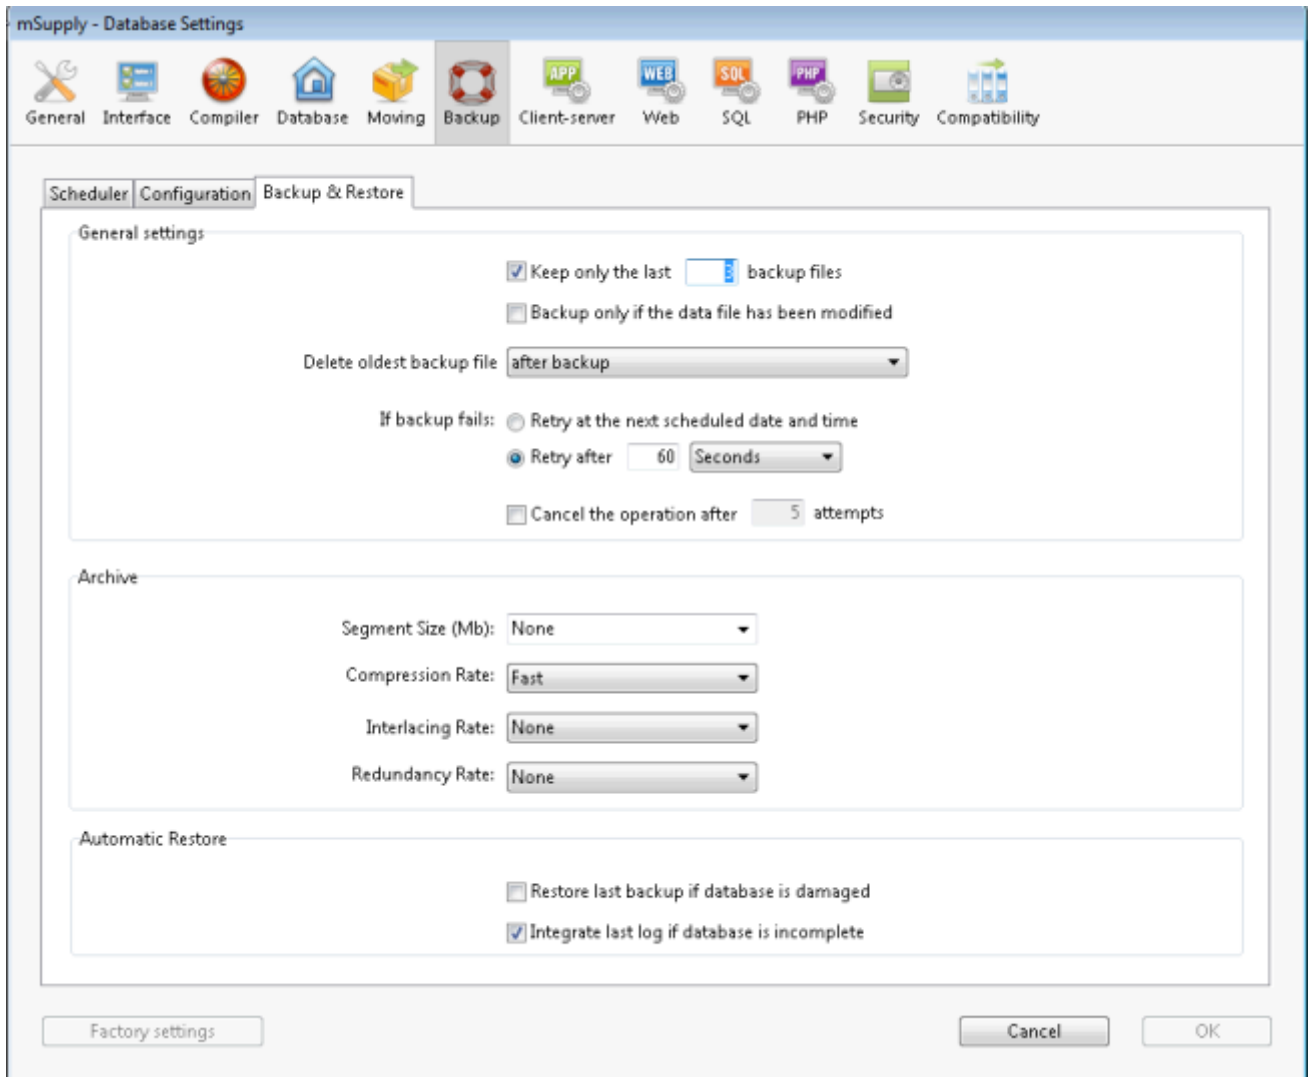 mSupply - Database Settings
General Interface Compiler Database Moving Backup Client-server Web SQL PHP Security Compatibility
APP WEB SQL PHP
Scheduler Configuration Backup & Restore
General settings
Keep only the last 3 backup files
Backup only if the data file has been modified
Delete oldest backup file after backup
If backup fails: Retry at the next scheduled date and time
Retry after 60 Seconds
Cancel the operation after 5 attempts
Archive
Segment Size (Mb): None
Compression Rate: Fast
Interlacing Rate: None
Redundancy Rate: None
Automatic Restore
Restore last backup if database is damaged
Integrate last log if database is incomplete
Factory settings Cancel OK